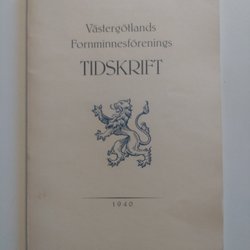 Västergötlands
Fornminnesförenings
TIDSKRIFT
1940